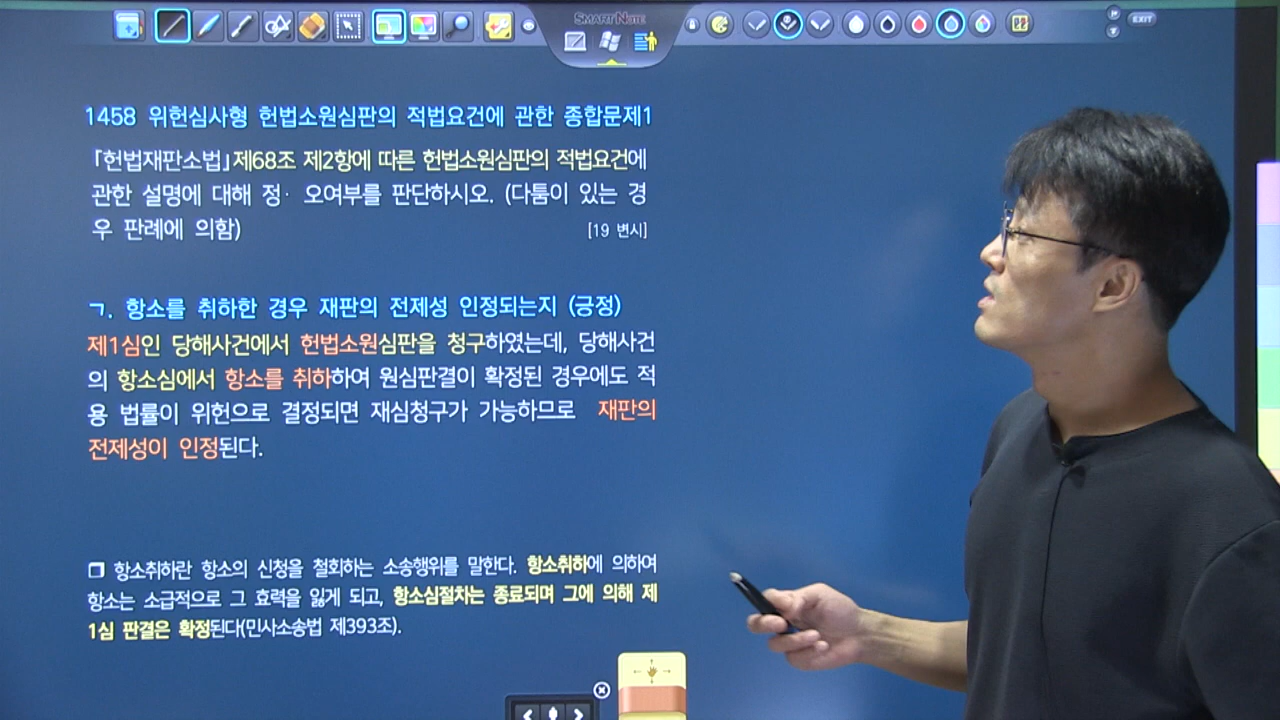 SMART NOTE
EXIT
1458 위헌심사형 헌법소원심판의 적법요건에 관한 종합문제1
「헌법재판소법」제68조 제2항에 따른 헌법소원심판의 적법요건에
관한 설명에 대해 정· 오여부를 판단하시오. (다툼이 있는 경
우 판례에 의함)
[19 변시]
ㄱ. 항소를 취하한 경우 재판의 전제성 인정되는지 (긍정)
제1심인 당해사건에서 헌법소원심판을 청구하였는데, 당해사건
의 항소심에서 항소를 취하하여 원심판결이 확정된 경우에도 적
용 법률이 위헌으로 결정되면 재심청구가 가능하므로 재판의
전제성이 인정된다.
❐ 항소취하란 항소의 신청을 철회하는 소송행위를 말한다. 항소취하에 의하여
항소는 소급적으로 그 효력을 잃게 되고, 항소심절차는 종료되며 그에 의해 제
1심 판결은 확정된다(민사소송법 제393조).